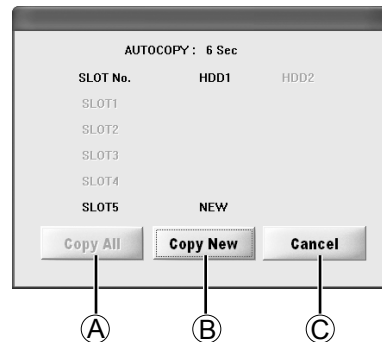 AUTOCOPY : 6 Sec
SLOT No. HDD1 HDD2
SLOT1
SLOT2
SLOT3
SLOT4
SLOT5 NEW
Copy All Copy New Cancel
A B C